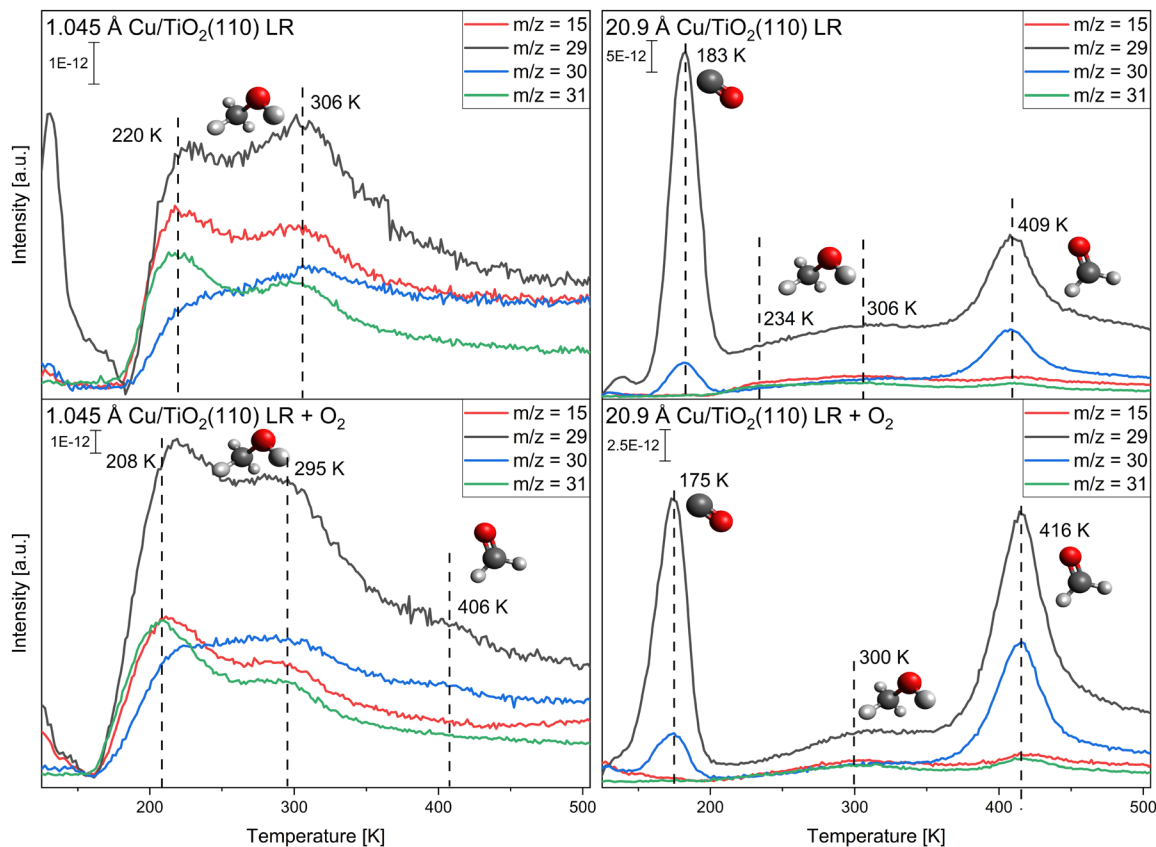 1.045 Å Cu/TiO₂(110) LR
1E-12
m/z = 15
m/z = 29
m/z = 30
m/z = 31
220 K
306 K
Intensity [a.u.]
20.9 Å Cu/TiO₂(110) LR
5E-12
m/z = 15
m/z = 29
m/z = 30
m/z = 31
183 K
234 K
306 K
409 K
1.045 Å Cu/TiO₂(110) LR + O₂
1E-12
m/z = 15
m/z = 29
m/z = 30
m/z = 31
208 K
295 K
406 K
Intensity [a.u.]
200 300 400 500
Temperature [K]
20.9 Å Cu/TiO₂(110) LR + O₂
2.5E-12
m/z = 15
m/z = 29
m/z = 30
m/z = 31
175 K
300 K
416 K
200 300 400 500
Temperature [K]